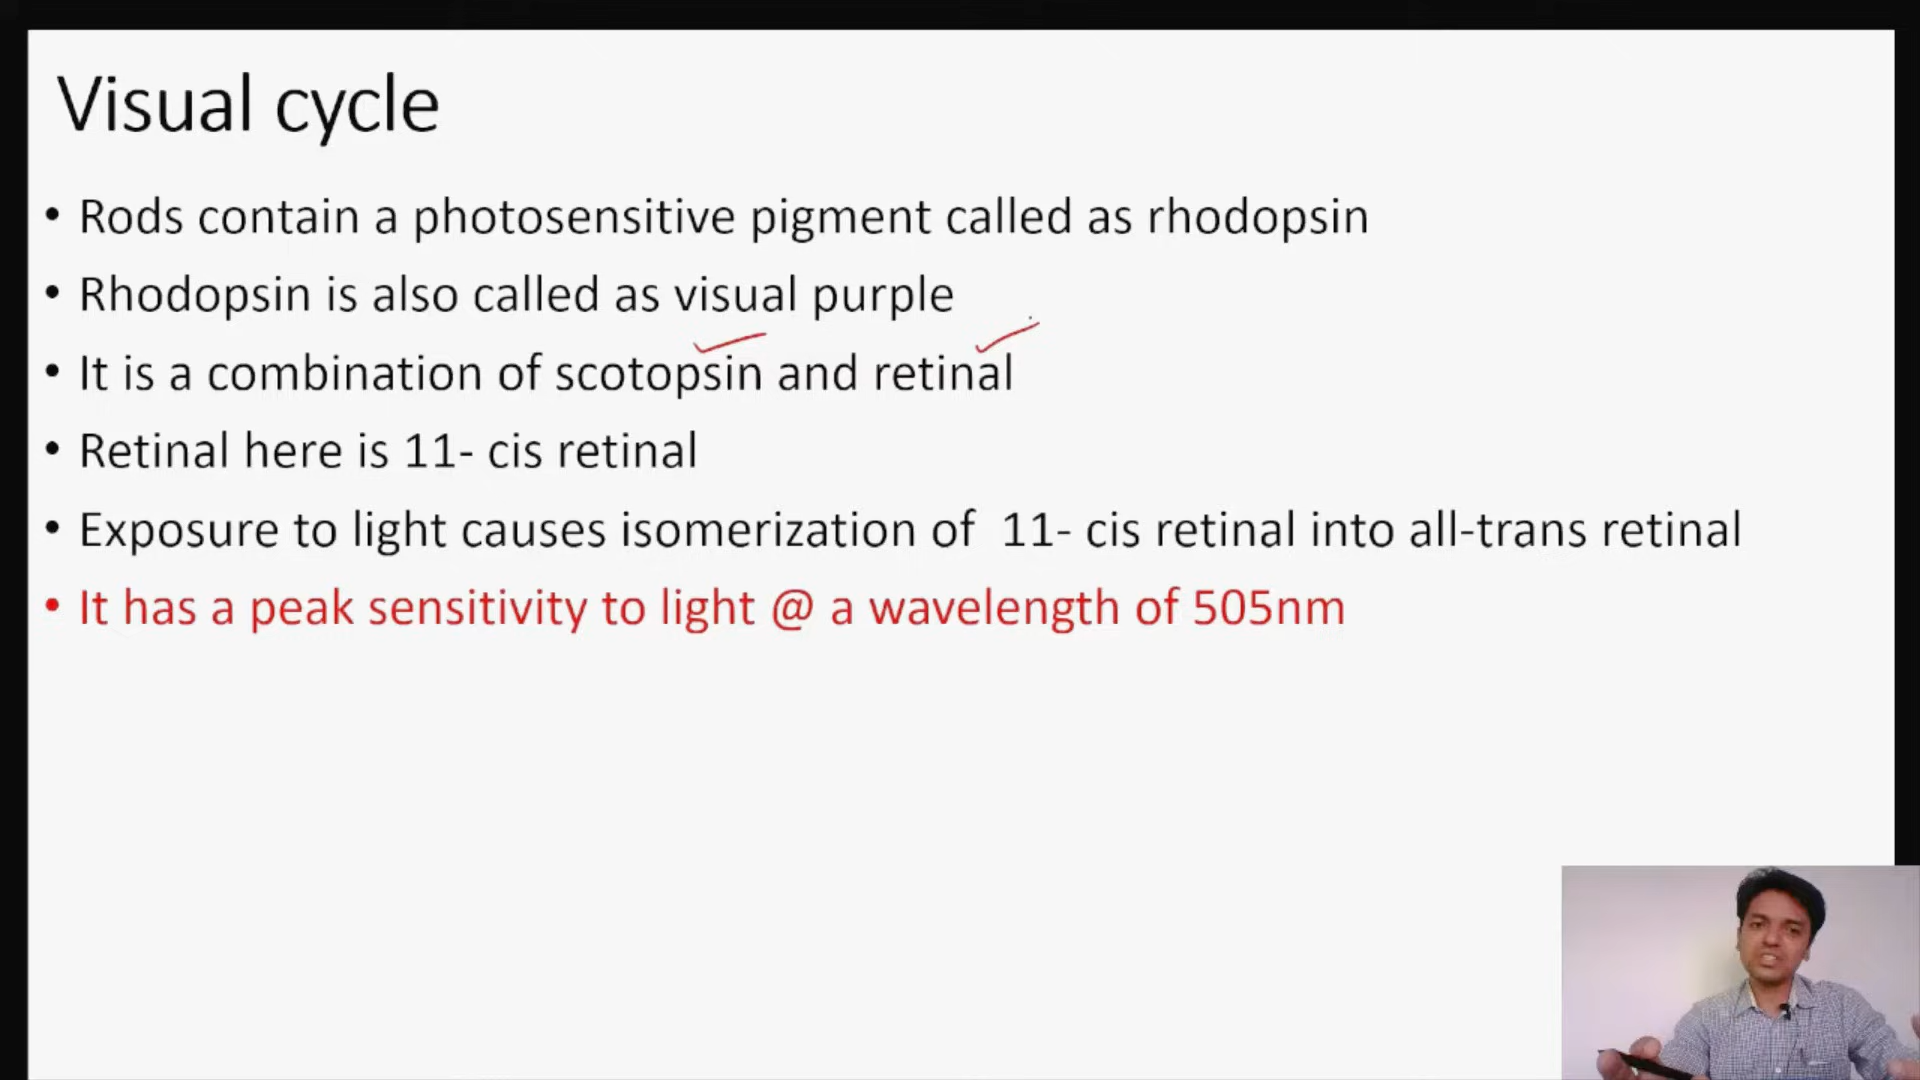 Visual cycle
• Rods contain a photosensitive pigment called as rhodopsin
• Rhodopsin is also called as visual purple
• It is a combination of scotopsin and retinal
• Retinal here is 11- cis retinal
• Exposure to light causes isomerization of  11- cis retinal into all-trans retinal
• It has a peak sensitivity to light @ a wavelength of 505nm